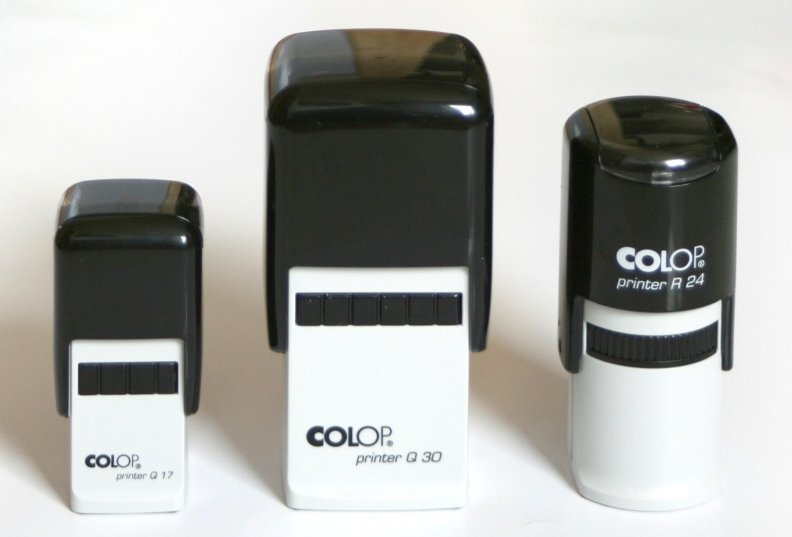 COLOP®
printer Q 17
COLOP®
printer Q 30
COLOP®
printer R 24